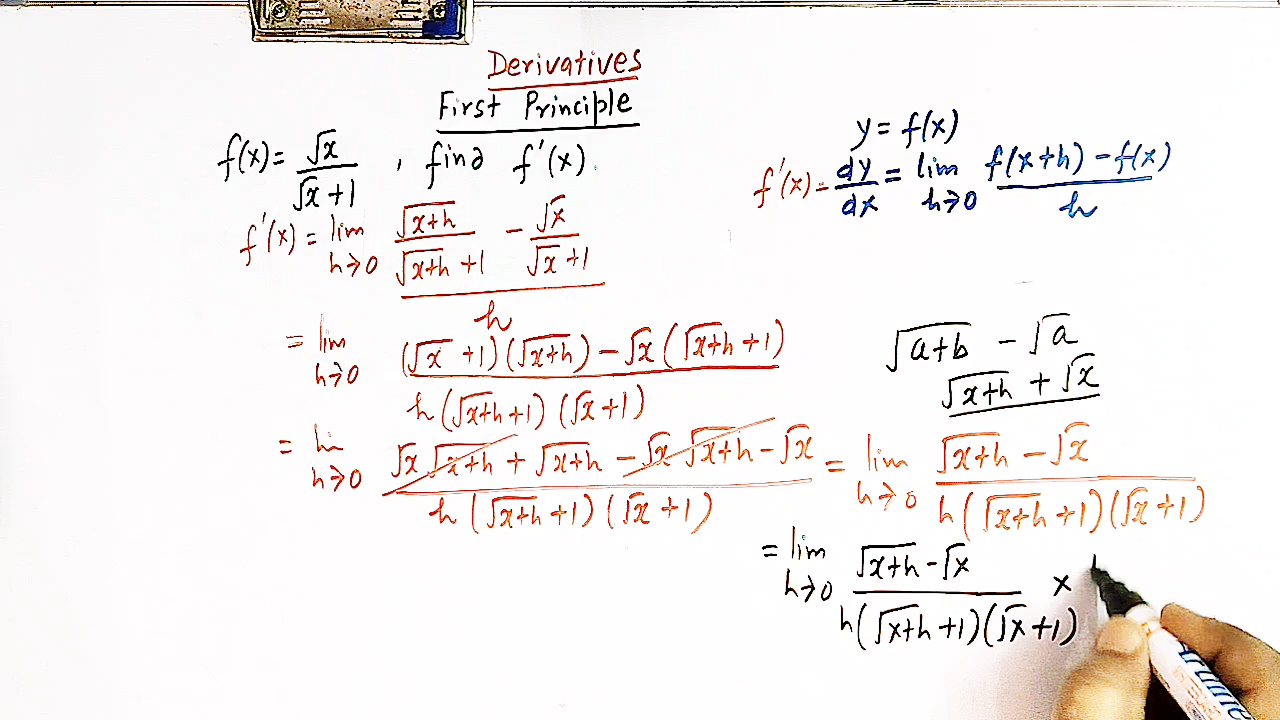 Derivatives
First Principle
f(x) = √x / (√x + 1) , find f'(x).
y = f(x)
f'(x) = dy/dx = lim h→0 (f(x+h) – f(x)) / h
f'(x) = lim h→0 (√(x+h) / (√(x+h) + 1) – √x / (√x + 1)) / h
= lim h→0 ((√x + 1)(√(x+h)) – √x(√(x+h) + 1)) / (h(√(x+h) + 1)(√x + 1))
= lim h→0 (√x √(x+h) + √(x+h) – √x √(x+h) – √x) / (h(√(x+h) + 1)(√x + 1))
√(a+b) – √a
√(x+h) + √x
= lim h→0 (√(x+h) – √x) / (h(√(x+h) + 1)(√x + 1))
= lim h→0 (√(x+h) – √x) / (h(√(x+h) + 1)(√x + 1)) ×